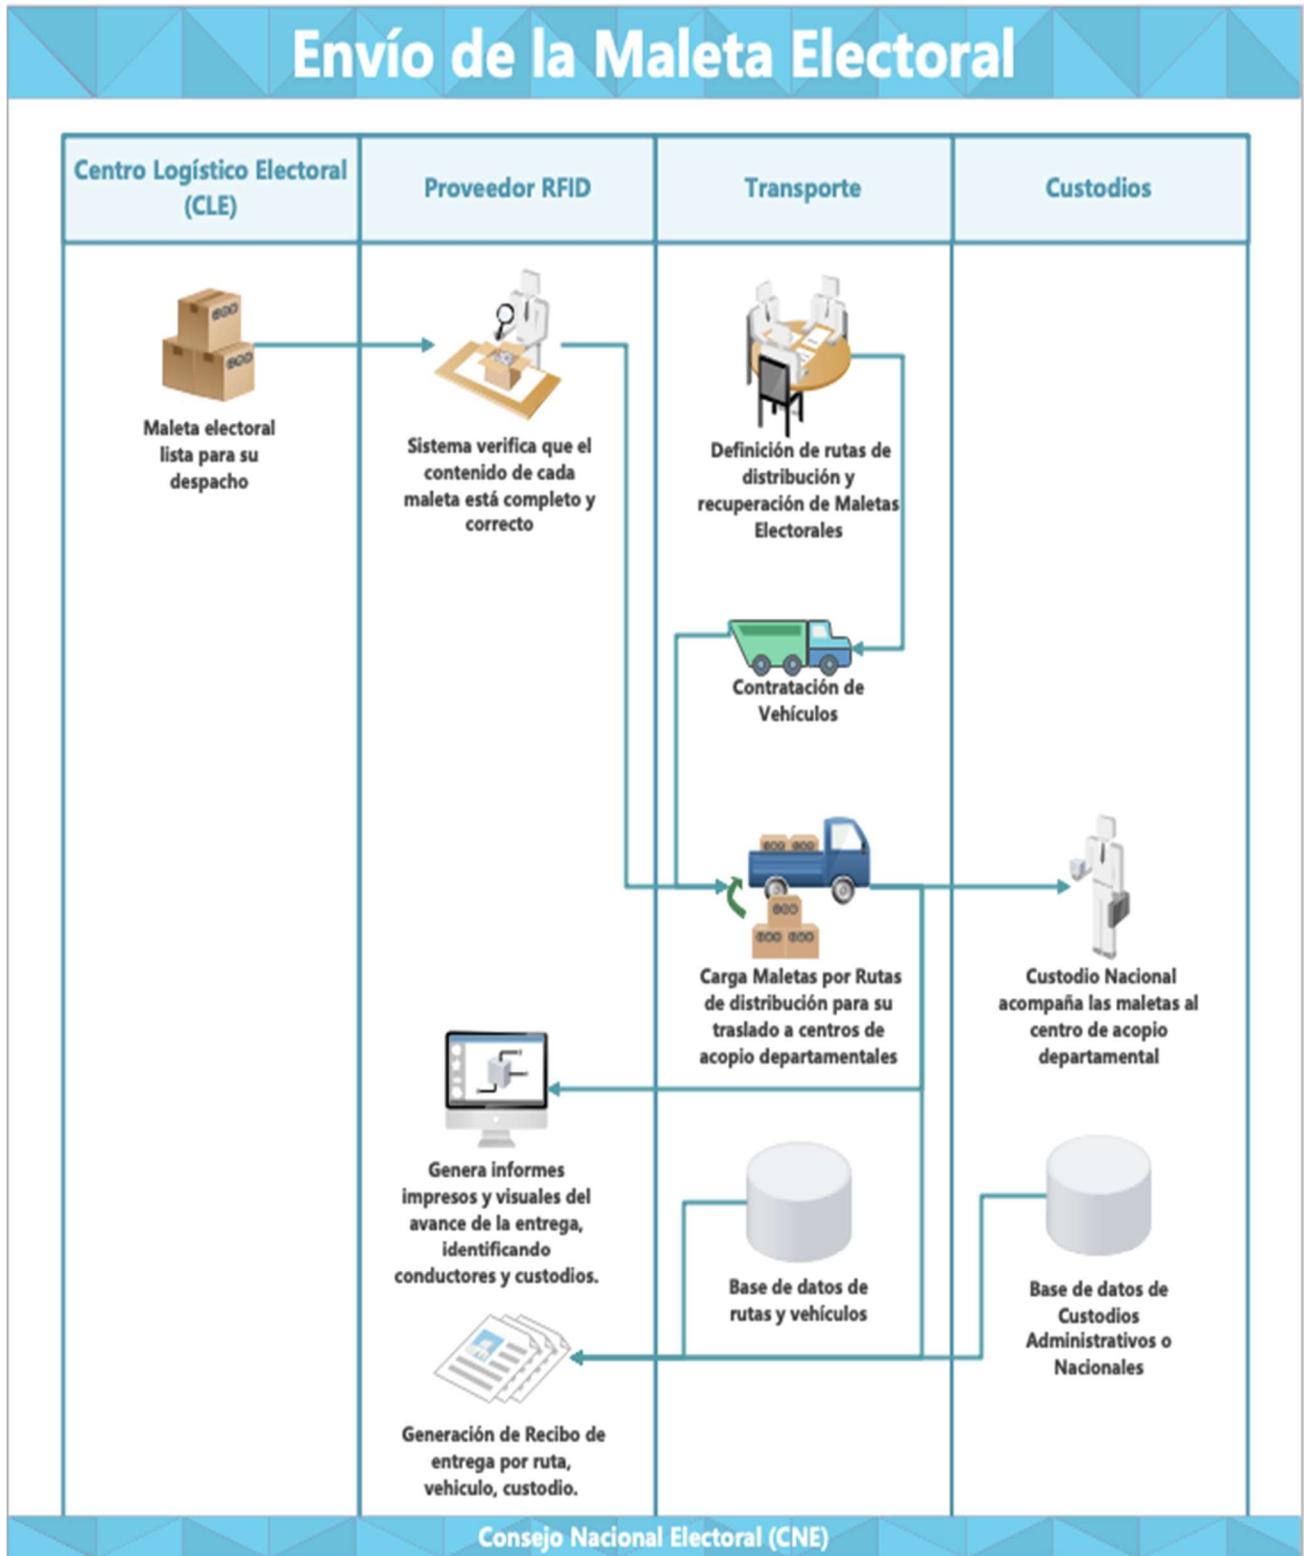 Envío de la Maleta Electoral
Centro Logístico Electoral
(CLE)
Proveedor RFID
Transporte
Custodios
Maleta electoral
lista para su
despacho
Sistema verifica que el
contenido de cada
maleta está completo y
correcto
Definición de rutas de
distribución y
recuperación de Maletas
Electorales
Contratación de
Vehículos
Carga Maletas por Rutas
de distribución para su
traslado a centros de
acopio departamentales
Custodio Nacional
acompaña las maletas al
centro de acopio
departamental
Genera informes
impresos y visuales del
avance de la entrega,
identificando
conductores y custodios.
Base de datos de
rutas y vehículos
Base de datos de
Custodios
Administrativos o
Nacionales
Generación de Recibo de
entrega por ruta,
vehiculo, custodio.
Consejo Nacional Electoral (CNE)